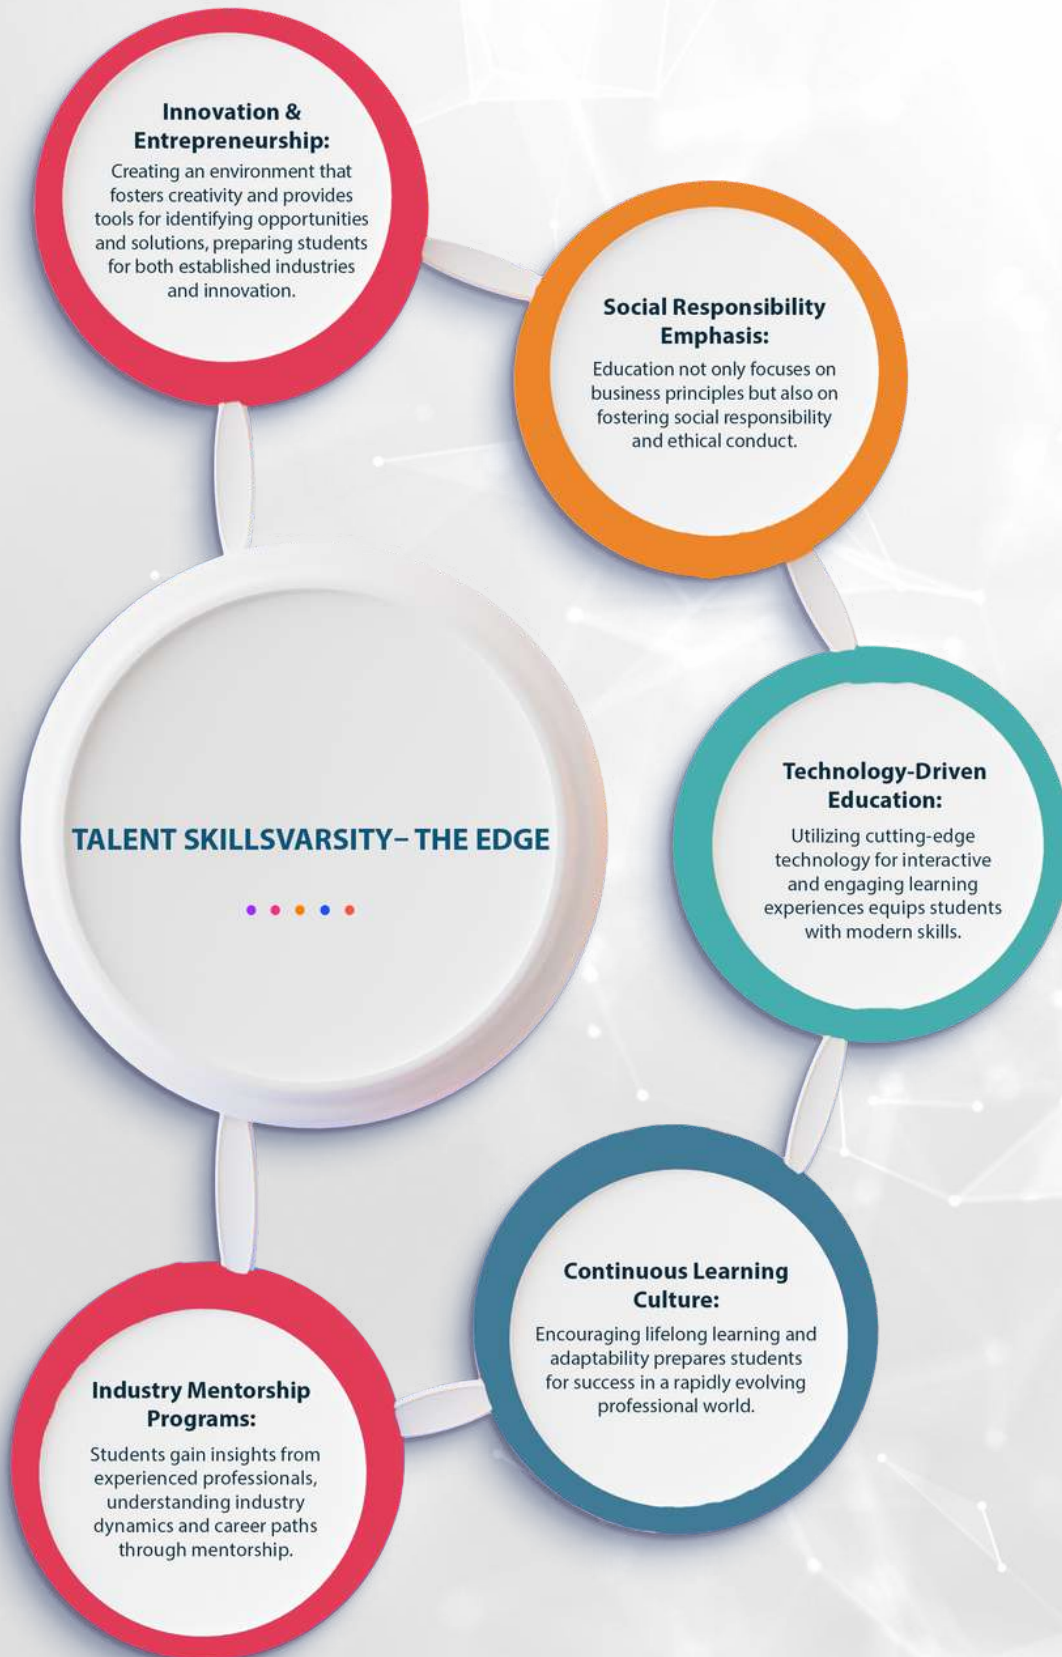 Innovation &
Entrepreneurship:
Creating an environment that
fosters creativity and provides
tools for identifying opportunities
and solutions, preparing students
for both established industries
and innovation.
Social Responsibility
Emphasis:
Education not only focuses on
business principles but also on
fostering social responsibility
and ethical conduct.
Technology-Driven
Education:
Utilizing cutting-edge
technology for interactive
and engaging learning
experiences equips students
with modern skills.
TALENT SKILLSVARSITY– THE EDGE
Continuous Learning
Culture:
Encouraging lifelong learning and
adaptability prepares students
for success in a rapidly evolving
professional world.
Industry Mentorship
Programs:
Students gain insights from
experienced professionals,
understanding industry
dynamics and career paths
through mentorship.